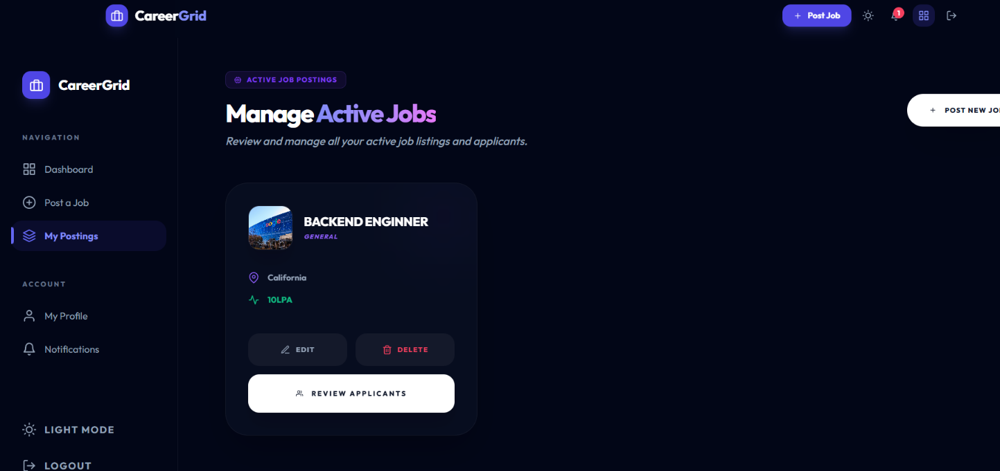 CareerGrid
+ Post Job
1
CareerGrid
NAVIGATION
Dashboard
Post a Job
My Postings
ACCOUNT
My Profile
Notifications
LIGHT MODE
LOGOUT
ACTIVE JOB POSTINGS
Manage Active Jobs
Review and manage all your active job listings and applicants.
+ POST NEW JO
Google
BACKEND ENGINNER
GENERAL
California
10LPA
EDIT
DELETE
REVIEW APPLICANTS